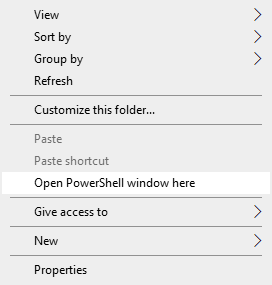 View
Sort by
Group by
Refresh
Customize this folder...
Paste
Paste shortcut
Open PowerShell window here
Give access to
New
Properties